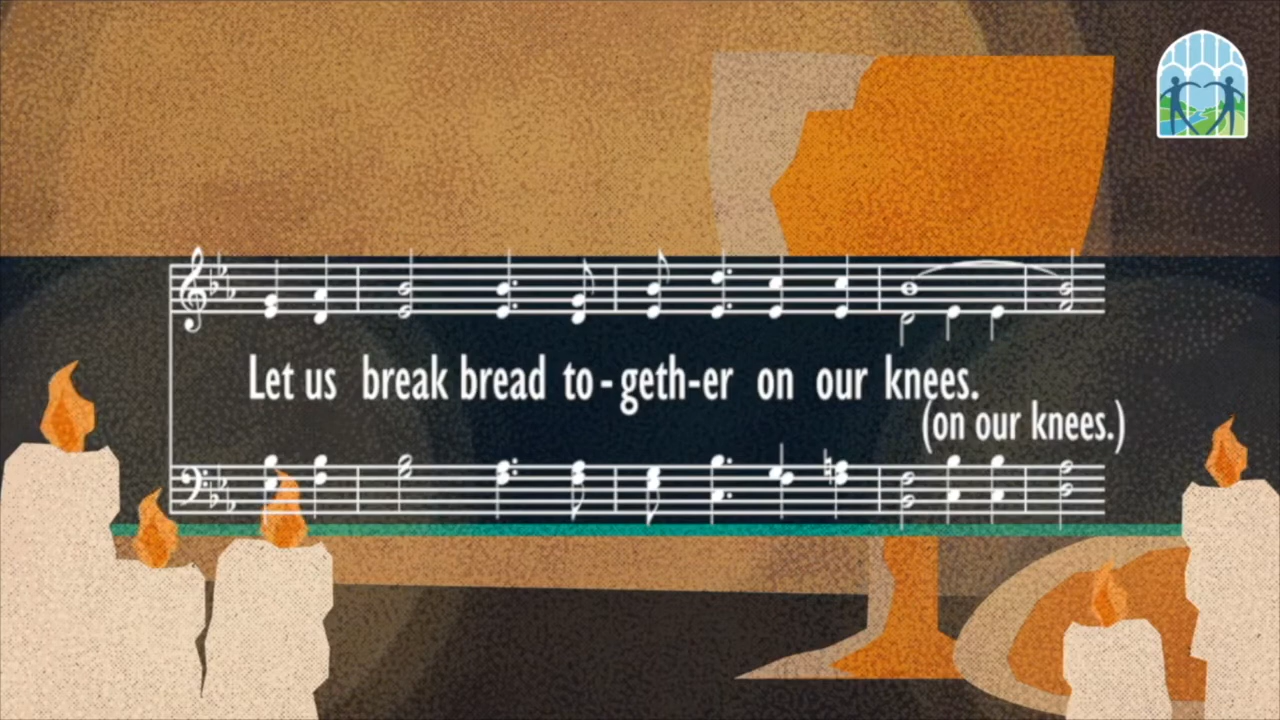 Let us break bread to-geth-er on our knees.
(on our knees.)